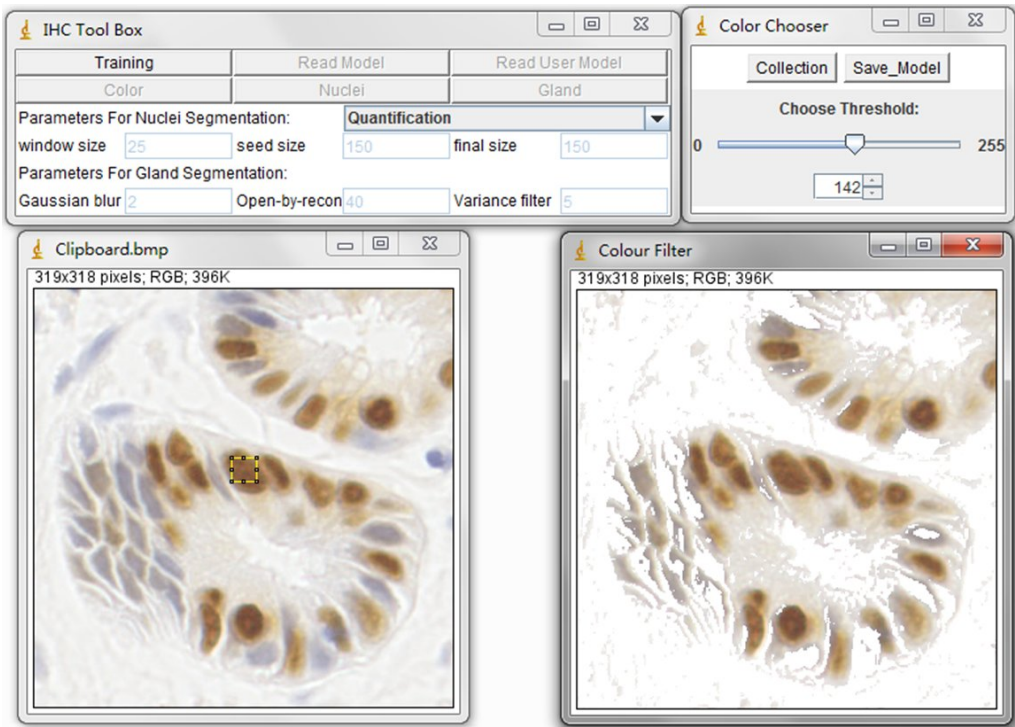 IHC Tool Box
Training Read Model Read User Model
Color Nuclei Gland
Parameters For Nuclei Segmentation: Quantification
window size 25 seed size 150 final size 150
Parameters For Gland Segmentation:
Gaussian blur 2 Open-by-recon 40 Variance filter 5
Color Chooser
Collection Save_Model
Choose Threshold:
0 255
142
Clipboard.bmp
319x318 pixels; RGB; 396K
Colour Filter
319x318 pixels; RGB; 396K